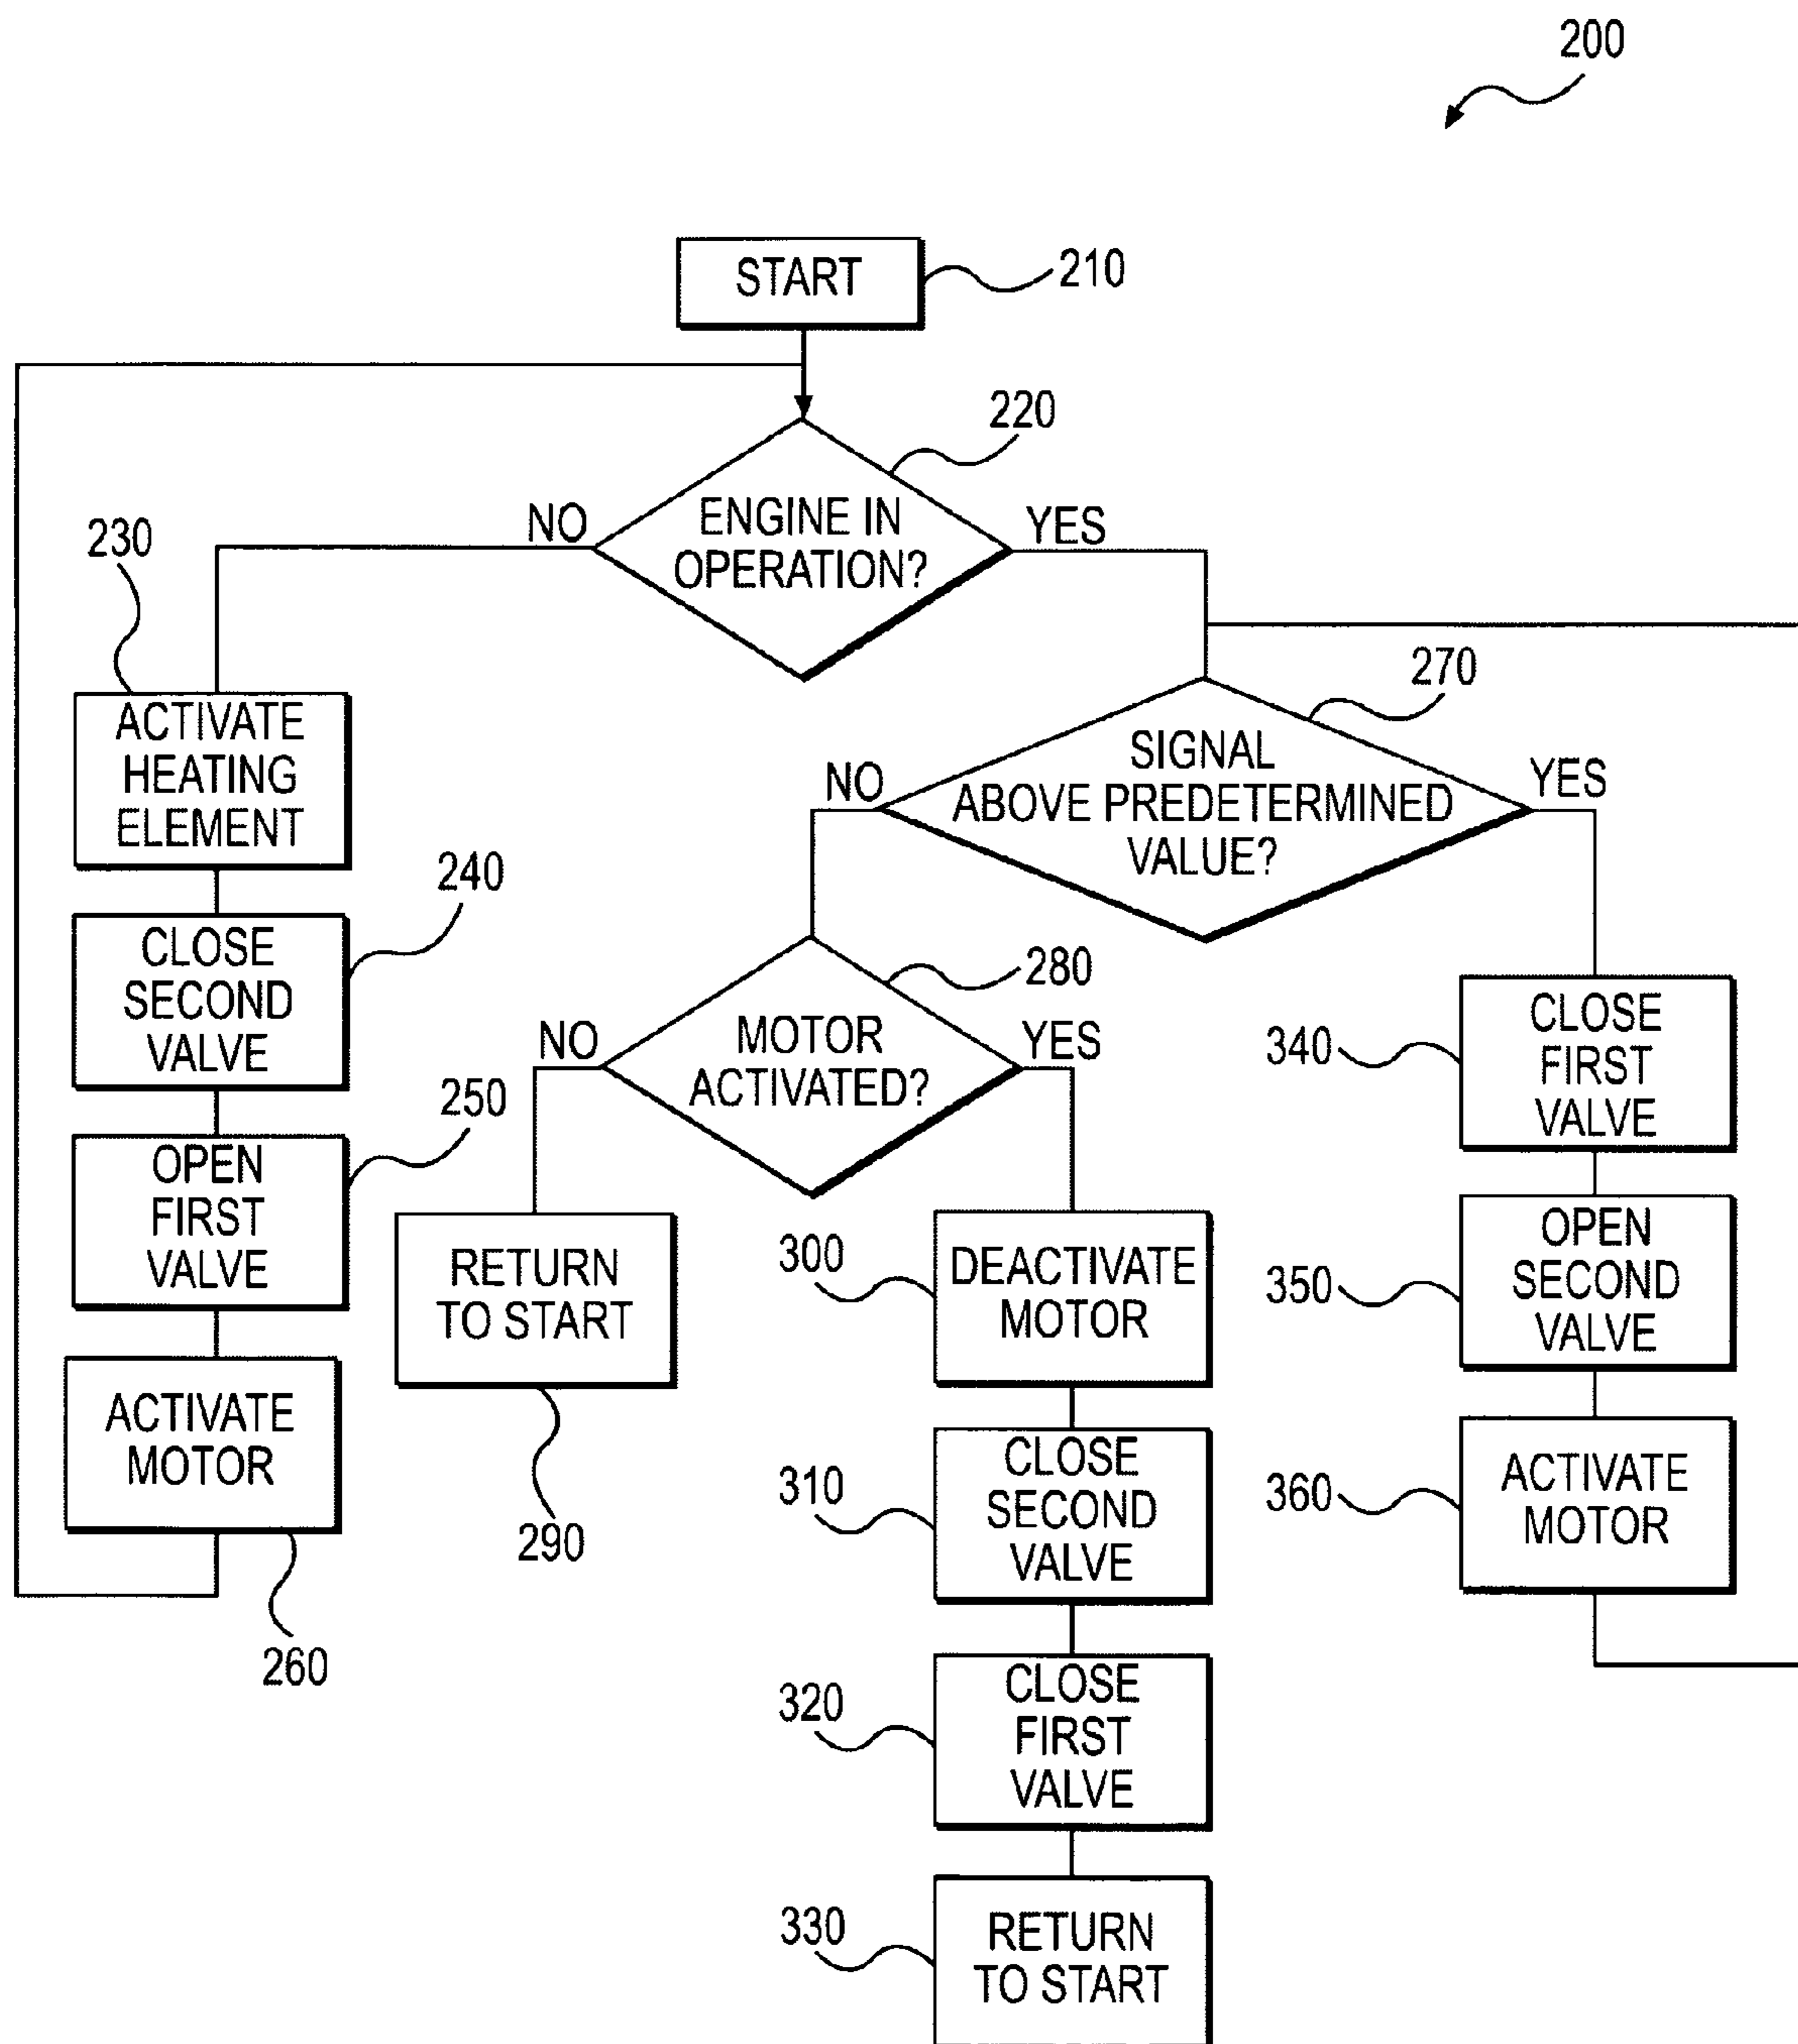 200
START
210
220
ENGINE IN
OPERATION?
NO
YES
230
ACTIVATE
HEATING
ELEMENT
240
CLOSE
SECOND
VALVE
250
OPEN
FIRST
VALVE
ACTIVATE
MOTOR
260
270
SIGNAL
ABOVE PREDETERMINED
VALUE?
NO
YES
280
MOTOR
ACTIVATED?
NO
YES
RETURN
TO START
290
300
DEACTIVATE
MOTOR
310
CLOSE
SECOND
VALVE
320
CLOSE
FIRST
VALVE
330
RETURN
TO START
340
CLOSE
FIRST
VALVE
350
OPEN
SECOND
VALVE
360
ACTIVATE
MOTOR